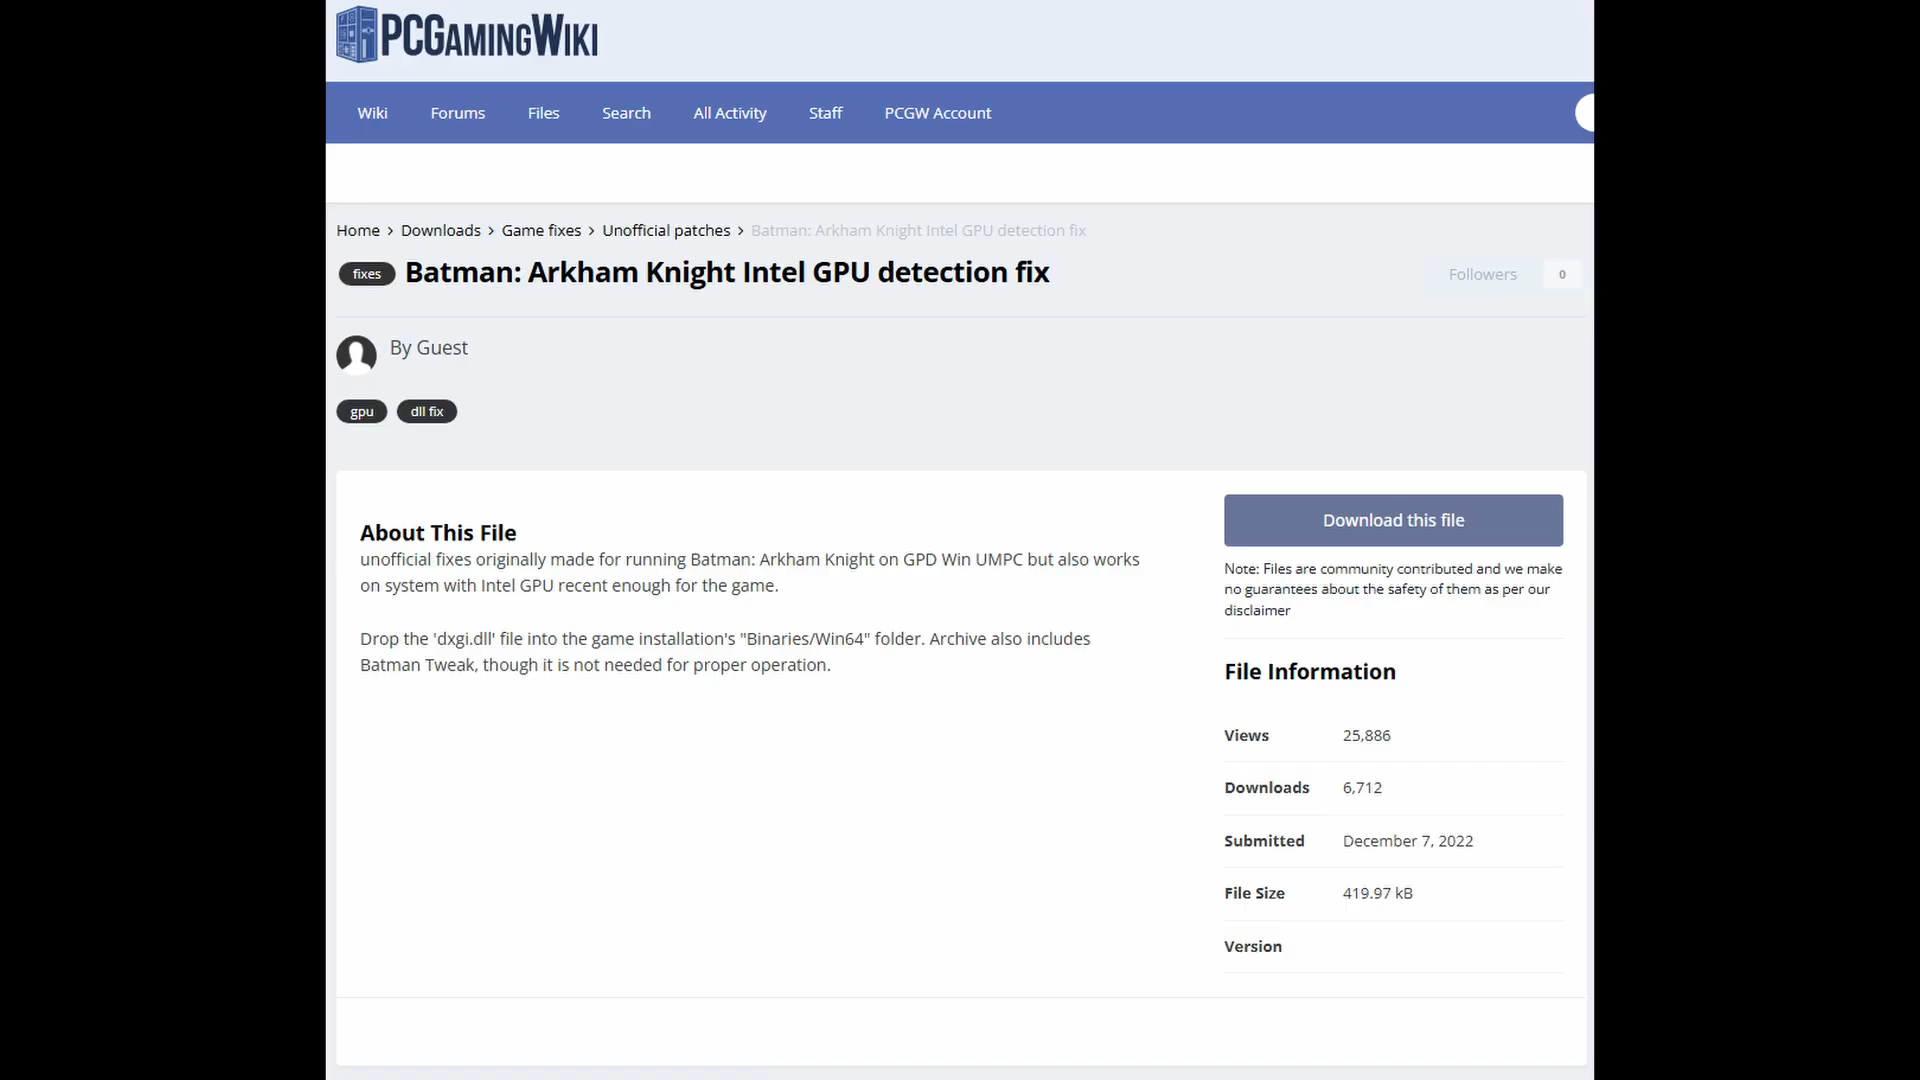 PCGamingWiki
Wiki Forums Files Search All Activity Staff PCGW Account
Home > Downloads > Game fixes > Unofficial patches > Batman: Arkham Knight Intel GPU detection fix
fixes Batman: Arkham Knight Intel GPU detection fix
Followers 0
By Guest
gpu dll fix
About This File
unofficial fixes originally made for running Batman: Arkham Knight on GPD Win UMPC but also works
on system with Intel GPU recent enough for the game.
Drop the 'dxgi.dll' file into the game installation's "Binaries/Win64" folder. Archive also includes
Batman Tweak, though it is not needed for proper operation.
Download this file
Note: Files are community contributed and we make
no guarantees about the safety of them as per our
disclaimer
File Information
Views 25,886
Downloads 6,712
Submitted December 7, 2022
File Size 419.97 kB
Version